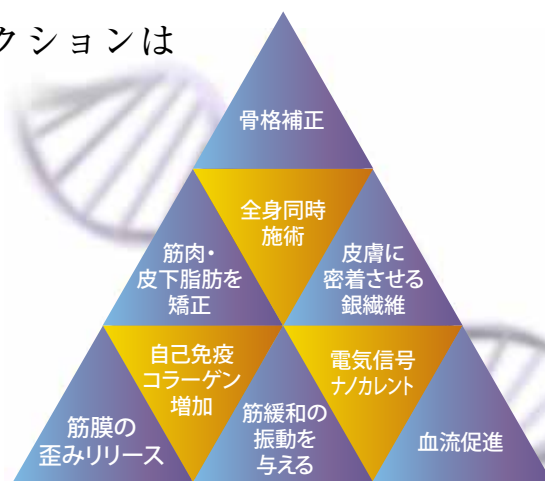 クションは
骨格補正
全身同時
施術
筋肉・
皮下脂肪を
矯正
皮膚に
密着させる
銀繊維
自己免疫
コラーゲン
増加
電気信号
ナノカレント
筋膜の
歪みリリース
筋緩和の
振動を
与える
血流促進